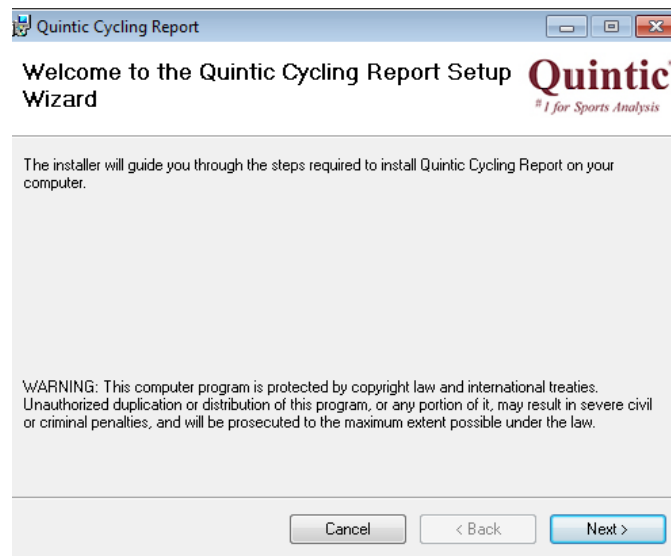 Quintic Cycling Report
Welcome to the Quintic Cycling Report Setup
Wizard
Quintic
#1 for Sports Analysis
The installer will guide you through the steps required to install Quintic Cycling Report on your
computer.
WARNING: This computer program is protected by copyright law and international treaties.
Unauthorized duplication or distribution of this program, or any portion of it, may result in severe civil
or criminal penalties, and will be prosecuted to the maximum extent possible under the law.
Cancel
< Back
Next >